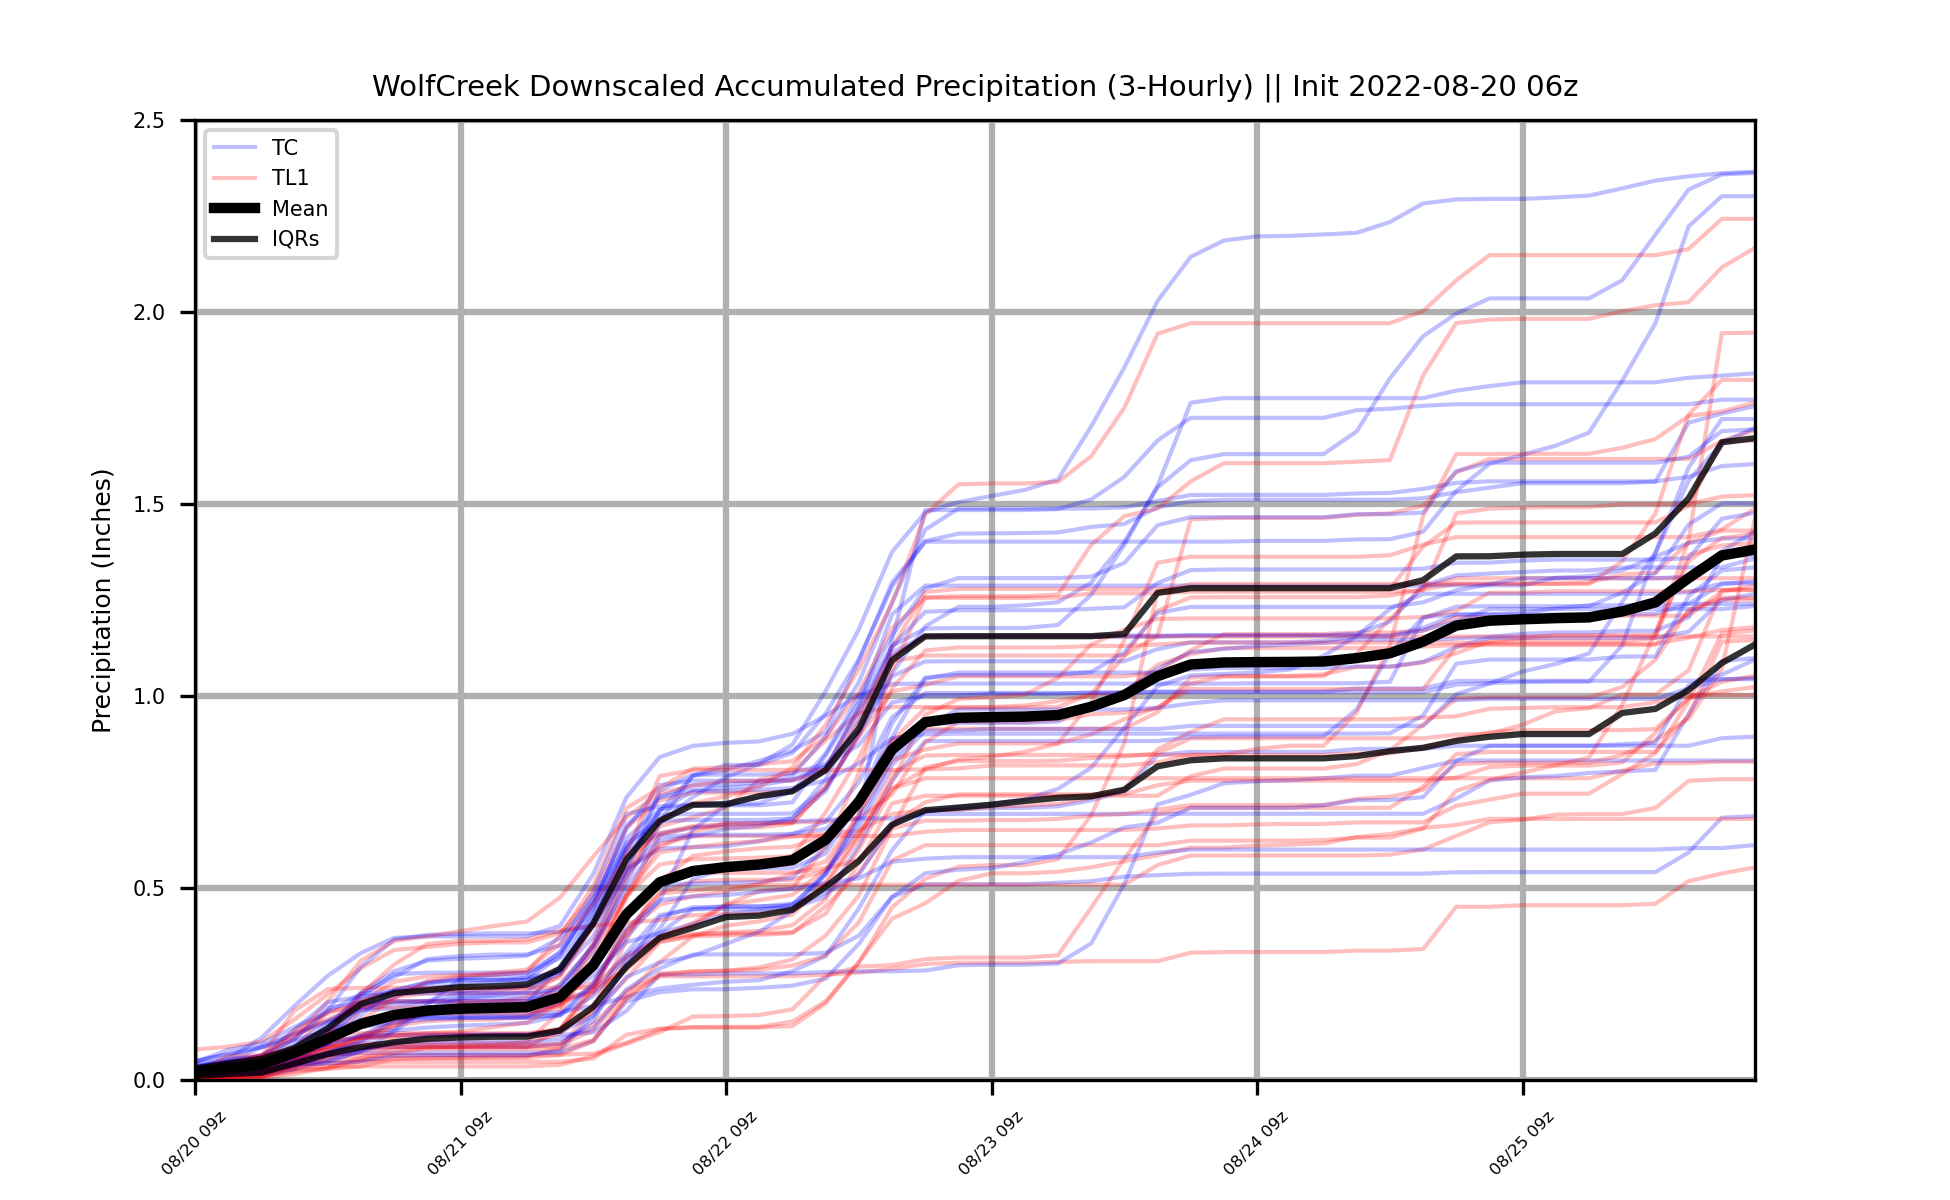 WolfCreek Downscaled Accumulated Precipitation (3-Hourly) || Init 2022-08-20 06z
TC
TL1
Mean
IQRs
Precipitation (Inches)
2.5
2.0
1.5
1.0
0.5
0.0
08/20 09z
08/21 09z
08/22 09z
08/23 09z
08/24 09z
08/25 09z